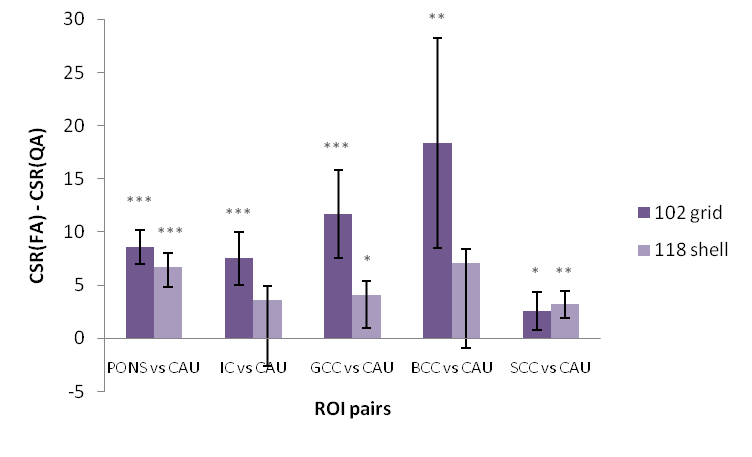 30
25
20
15
10
5
0
-5
CSR(FA) - CSR(QA)
***
***
***
***
*
**
*
**
PONS vs CAU
IC vs CAU
GCC vs CAU
BCC vs CAU
SCC vs CAU
ROI pairs
102 grid
118 shell